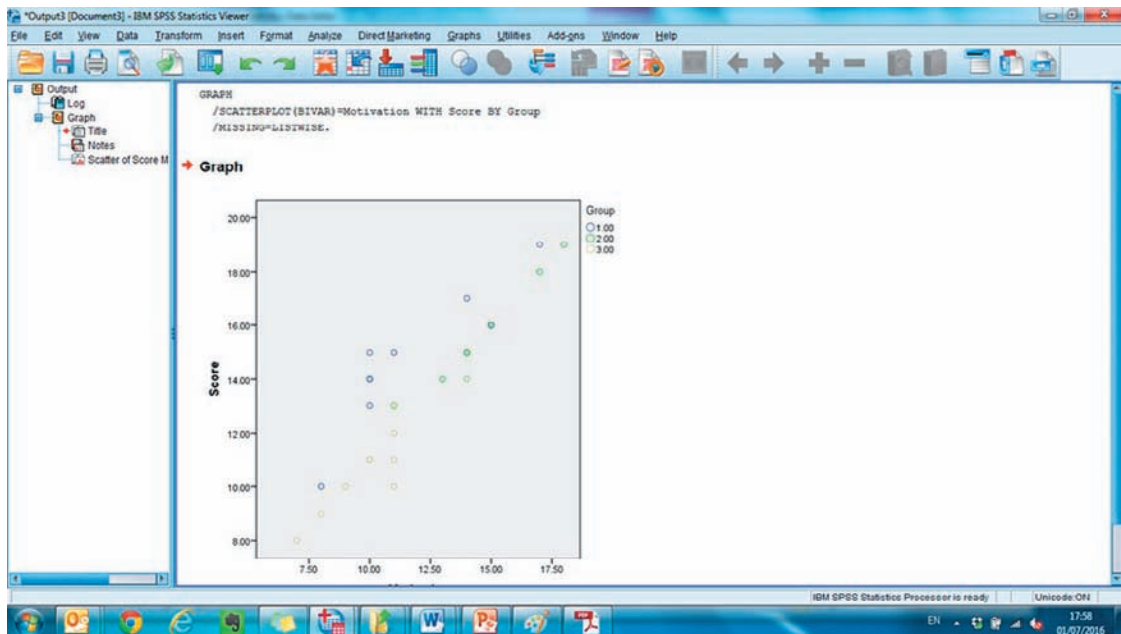 *Output3 [Document3] - IBM SPSS Statistics Viewer
File Edit View Data Transform Insert Format Analyze Direct Marketing Graphs Utilities Add-ons Window Help
Output
Log
Graph
Title
Notes
Scatter of Score M
GRAPH
/SCATTERPLOT(BIVAR)=Motivation WITH Score BY Group
/MISSING=LISTWISE.
Graph
Group
1.00
2.00
3.00
20.00
18.00
16.00
14.00
12.00
10.00
8.00
Score
7.50 10.00 12.50 15.00 17.50
IBM SPSS Statistics Processor is ready Unicode:ON
EN 17:58
01/07/2016